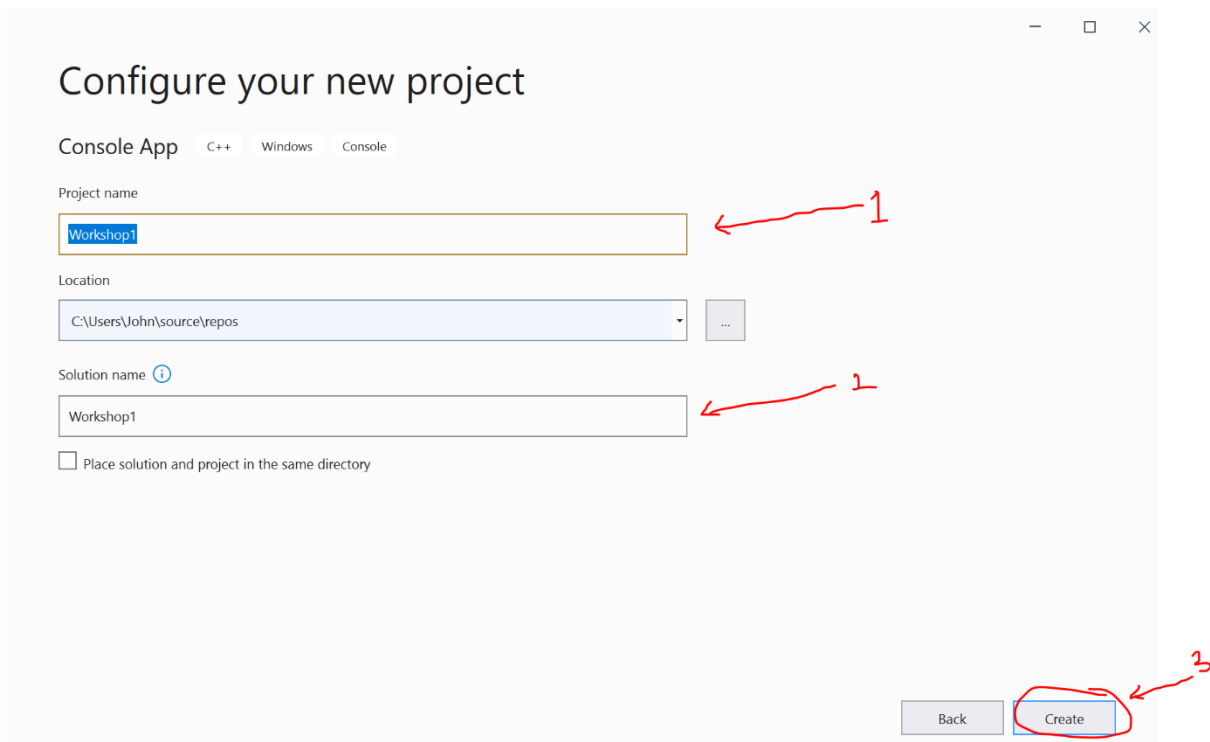 Configure your new project
Console App C++ Windows Console
Project name
Workshop1
1
Location
C:\Users\John\source\repos
...
Solution name
2
Workshop1
Place solution and project in the same directory
3
Back Create